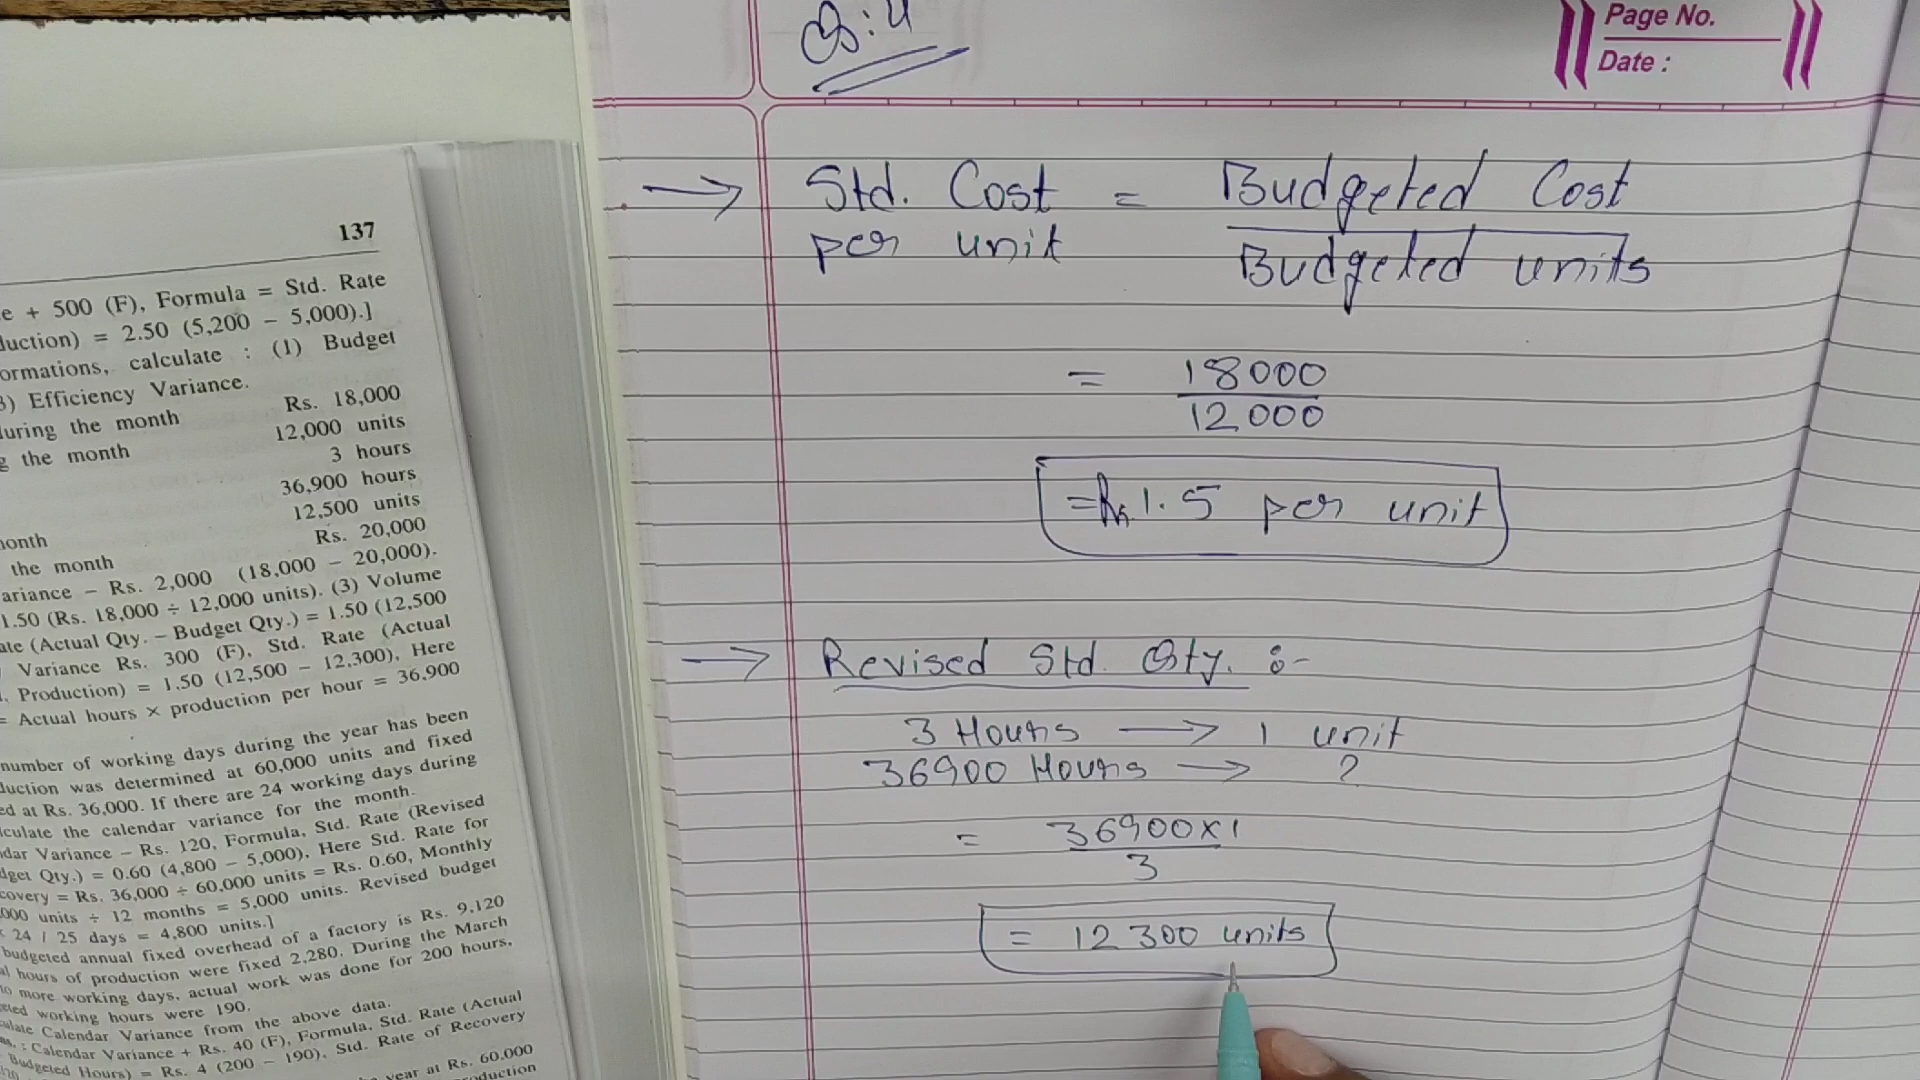 137
e + 500 (F), Formula = Std. Rate
duction) = 2.50 (5,200 – 5,000).]
ormations, calculate : (1) Budget
3) Efficiency Variance.
during the month Rs. 18,000
g the month 12,000 units
3 hours
36,900 hours
month 12,500 units
the month Rs. 20,000
ariance – Rs. 2,000 (18,000 – 20,000).
1.50 (Rs. 18,000 ÷ 12,000 units). (3) Volume
ate (Actual Qty. – Budget Qty.) = 1.50 (12,500
Variance Rs. 300 (F), Std. Rate (Actual
. Production) = 1.50 (12,500 – 12,300), Here
= Actual hours × production per hour = 36,900
number of working days during the year has been
duction was determined at 60,000 units and fixed
ed at Rs. 36,000. If there are 24 working days during
lculate the calendar variance for the month.
ndar Variance – Rs. 120, Formula, Std. Rate (Revised
dget Qty.) = 0.60 (4,800 – 5,000), Here Std. Rate for
covery = Rs. 36,000 ÷ 60,000 units = Rs. 0.60, Monthly
000 units ÷ 12 months = 5,000 units. Revised budget
× 24 / 25 days = 4,800 units.]
budgeted annual fixed overhead of a factory is Rs. 9,120
al hours of production were fixed 2,280. During the March
to more working days, actual work was done for 200 hours,
eted working hours were 190.
ulate Calendar Variance from the above data.
ns. : Calendar Variance + Rs. 40 (F), Formula, Std. Rate (Actual
Budgeted Hours) = Rs. 4 (200 – 190), Std. Rate of Recovery
year at Rs. 60,000
duction
Q:4
Page No.
Date :
→ Std. Cost = Budgeted Cost
per unit Budgeted units
= 18000
12000
=Rs.1.5 per unit
→ Revised Std. Qty. :-
3 Hours → 1 unit
36900 Hours → ?
= 36900×1
3
= 12300 units